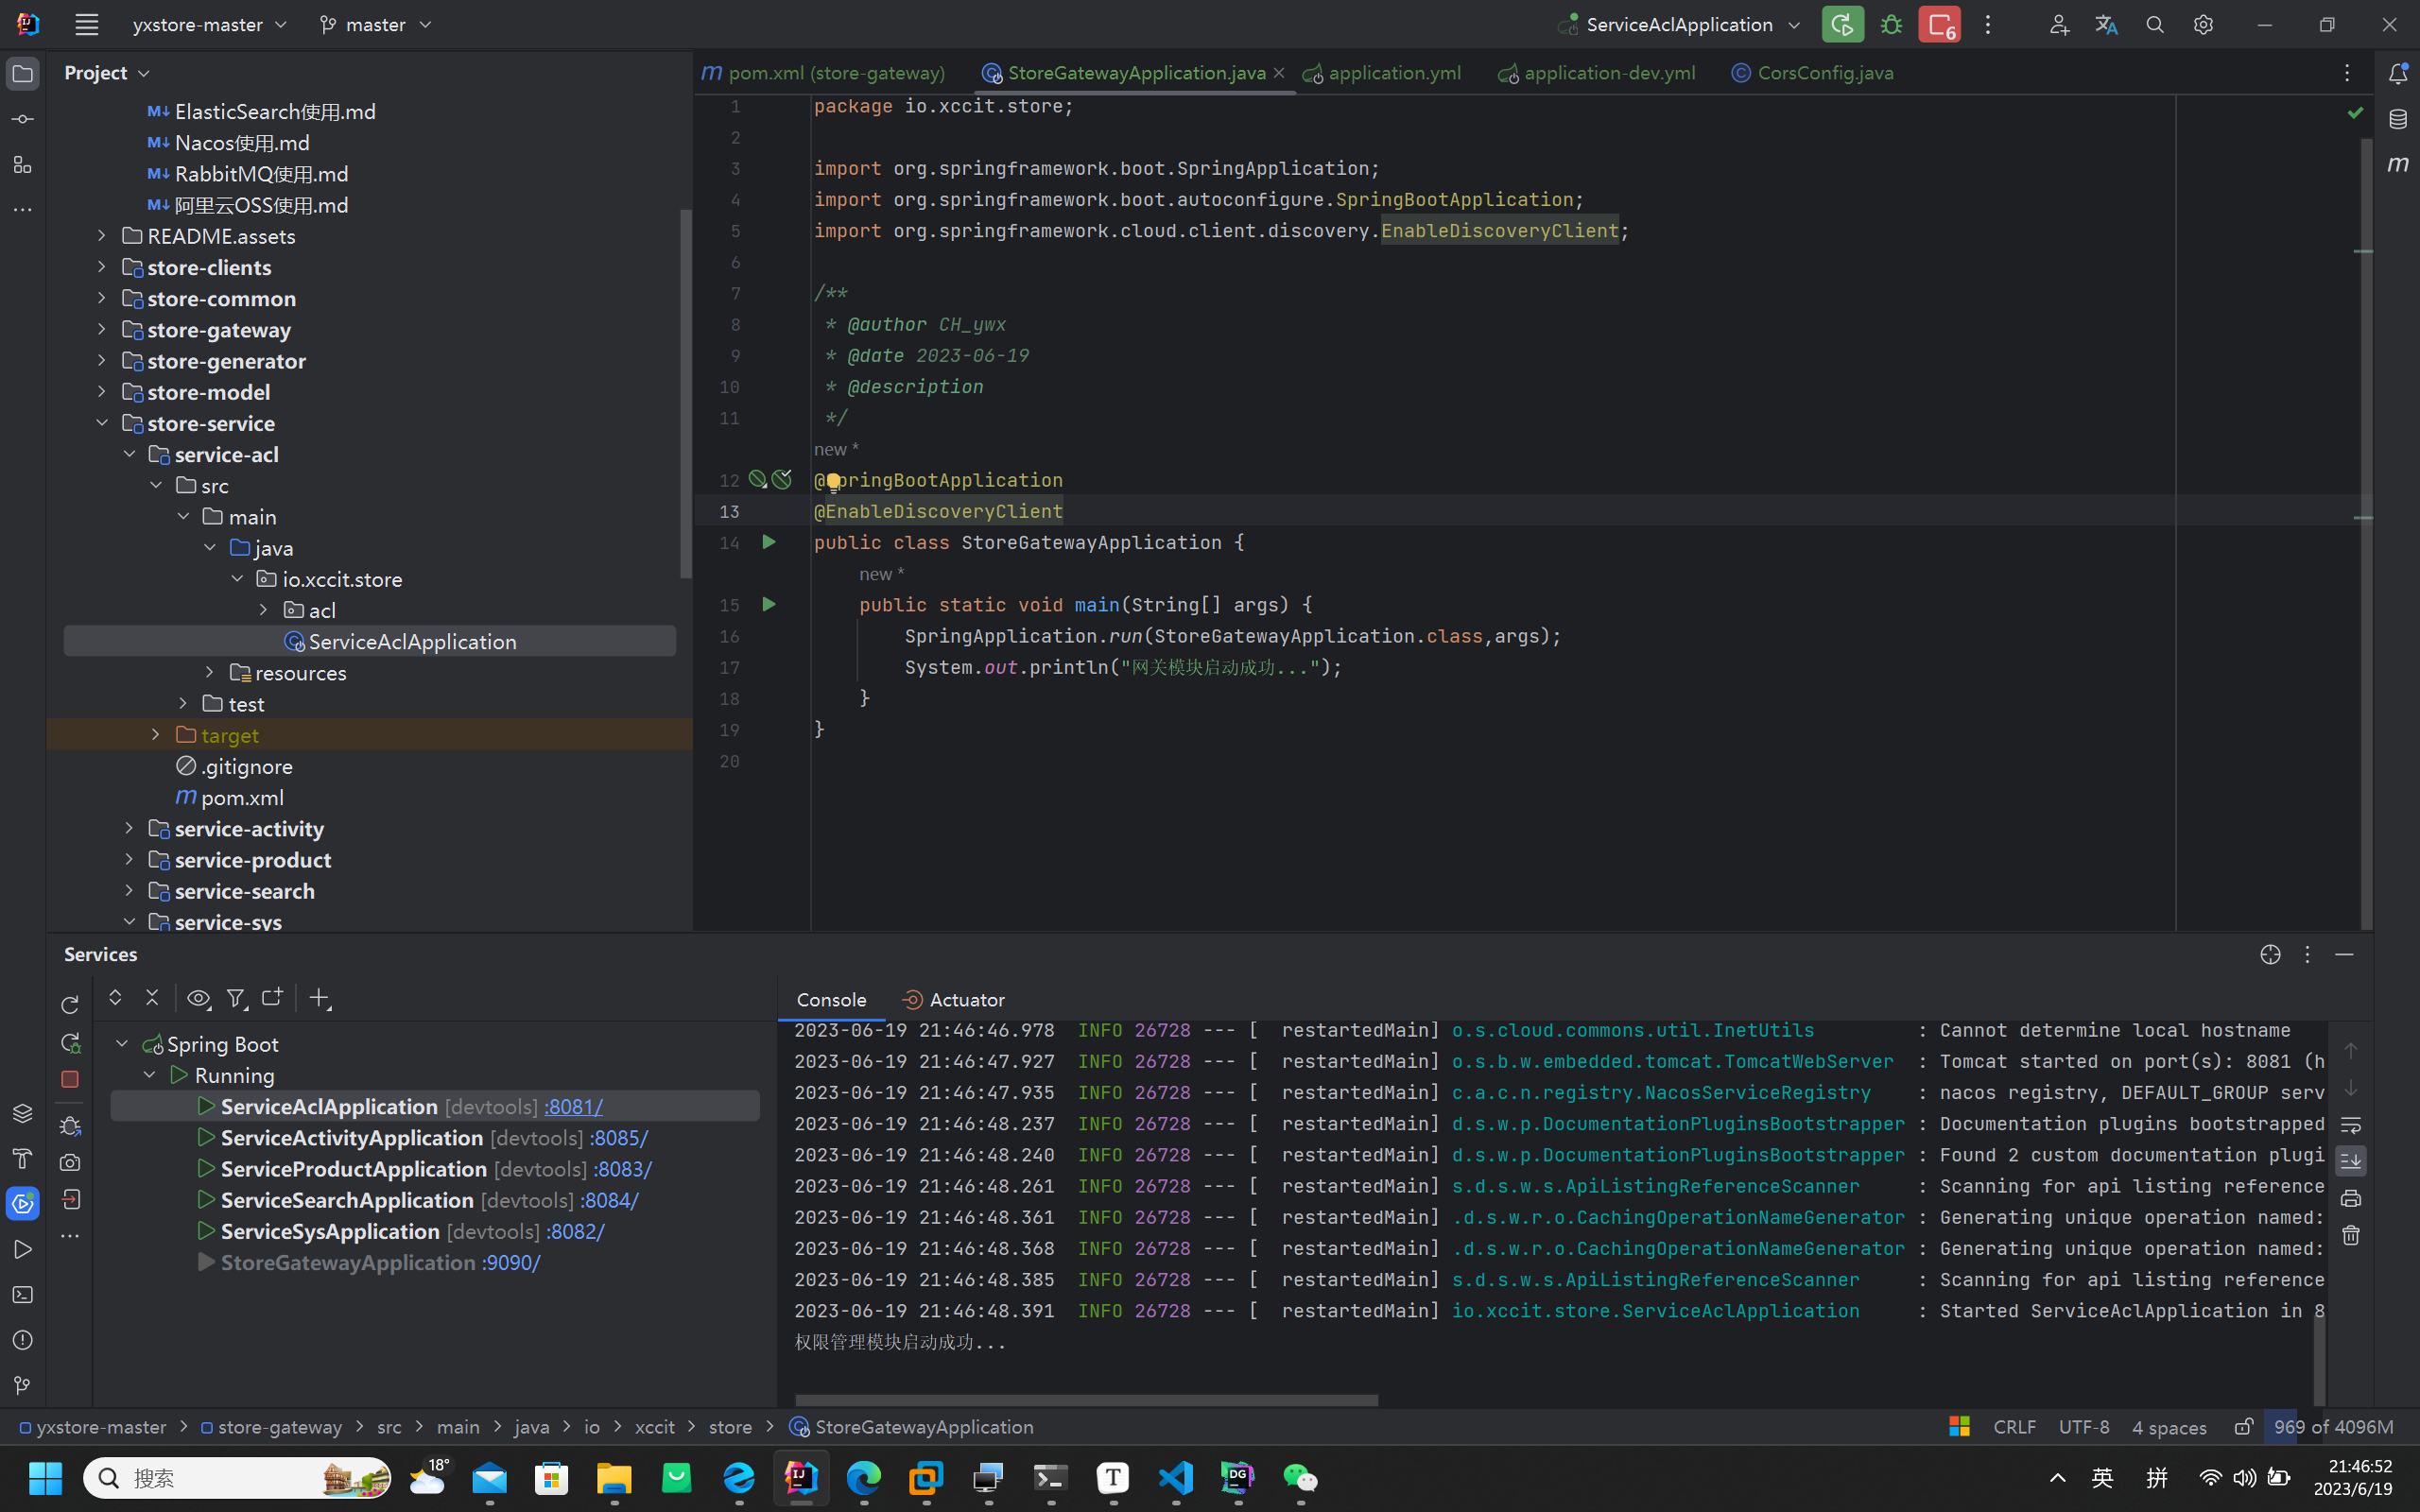 yxstore-master
master
ServiceAclApplication
6
Project
pom.xml (store-gateway)
StoreGatewayApplication.java
application.yml
application-dev.yml
CorsConfig.java
ElasticSearch使用.md
Nacos使用.md
RabbitMQ使用.md
阿里云OSS使用.md
README.assets
store-clients
store-common
store-gateway
store-generator
store-model
store-service
service-acl
src
main
java
io.xccit.store
acl
ServiceAclApplication
resources
test
target
.gitignore
pom.xml
service-activity
service-product
service-search
service-sys
1 package io.xccit.store;
2
3 import org.springframework.boot.SpringApplication;
4 import org.springframework.boot.autoconfigure.SpringBootApplication;
5 import org.springframework.cloud.client.discovery.EnableDiscoveryClient;
6
7 /**
8 * @author CH_ywx
9 * @date 2023-06-19
10 * @description
11 */
new *
12 @SpringBootApplication
13 @EnableDiscoveryClient
14 public class StoreGatewayApplication {
new *
15 public static void main(String[] args) {
16 SpringApplication.run(StoreGatewayApplication.class,args);
17 System.out.println("网关模块启动成功...");
18 }
19 }
20
Services
Console
Actuator
Spring Boot
Running
ServiceAclApplication [devtools] :8081/
ServiceActivityApplication [devtools] :8085/
ServiceProductApplication [devtools] :8083/
ServiceSearchApplication [devtools] :8084/
ServiceSysApplication [devtools] :8082/
StoreGatewayApplication :9090/
2023-06-19 21:46:46.978 INFO 26728 --- [ restartedMain] o.s.cloud.commons.util.InetUtils : Cannot determine local hostname
2023-06-19 21:46:47.927 INFO 26728 --- [ restartedMain] o.s.b.w.embedded.tomcat.TomcatWebServer : Tomcat started on port(s): 8081 (h
2023-06-19 21:46:47.935 INFO 26728 --- [ restartedMain] c.a.c.n.registry.NacosServiceRegistry : nacos registry, DEFAULT_GROUP serv
2023-06-19 21:46:48.237 INFO 26728 --- [ restartedMain] d.s.w.p.DocumentationPluginsBootstrapper : Documentation plugins bootstrapped
2023-06-19 21:46:48.240 INFO 26728 --- [ restartedMain] d.s.w.p.DocumentationPluginsBootstrapper : Found 2 custom documentation plugi
2023-06-19 21:46:48.261 INFO 26728 --- [ restartedMain] s.d.s.w.s.ApiListingReferenceScanner : Scanning for api listing reference
2023-06-19 21:46:48.361 INFO 26728 --- [ restartedMain] .d.s.w.r.o.CachingOperationNameGenerator : Generating unique operation named:
2023-06-19 21:46:48.368 INFO 26728 --- [ restartedMain] .d.s.w.r.o.CachingOperationNameGenerator : Generating unique operation named:
2023-06-19 21:46:48.385 INFO 26728 --- [ restartedMain] s.d.s.w.s.ApiListingReferenceScanner : Scanning for api listing reference
2023-06-19 21:46:48.391 INFO 26728 --- [ restartedMain] io.xccit.store.ServiceAclApplication : Started ServiceAclApplication in 8
权限管理模块启动成功...
yxstore-master > store-gateway > src > main > java > io > xccit > store > StoreGatewayApplication
CRLF
UTF-8
4 spaces
969 of 4096M
搜索
18°
英
拼
21:46:52
2023/6/19